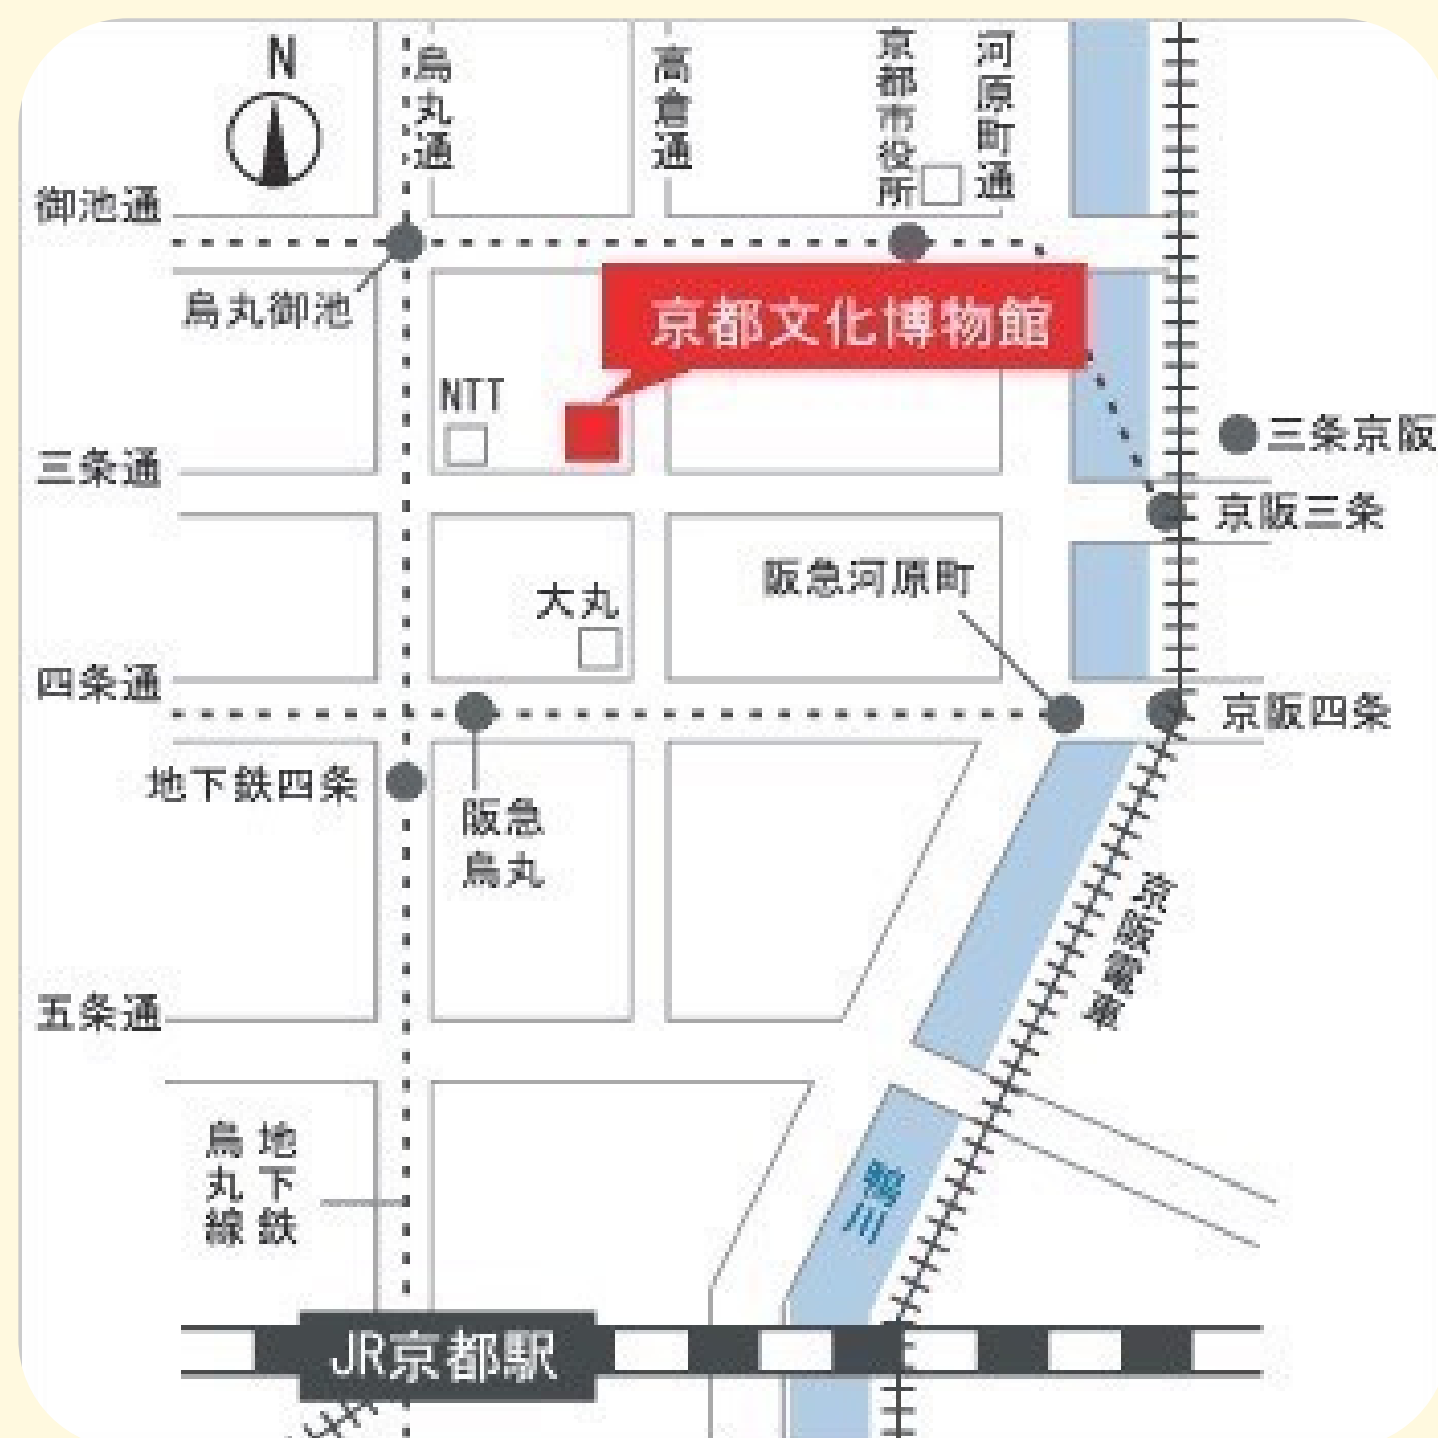 N
烏丸通
高倉通
京都市役所
河原町通
御池通
烏丸御池
京都文化博物館
NTT
三条通
三条京阪
京阪三条
阪急河原町
大丸
四条通
京阪四条
地下鉄四条
阪急
烏丸
京阪電車
五条通
地下鉄
烏丸線
JR京都駅